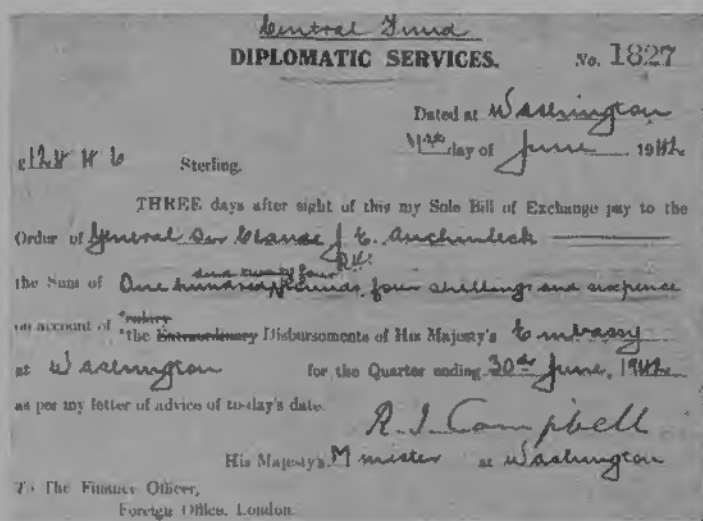 Central Fund
DIPLOMATIC SERVICES. No. 1827
Dated at Washington
day of June 1942
£124 4 6 Sterling.
THREE days after sight of this my Sole Bill of Exchange pay to the
Order of General Sir Claude J. E. Auchinleck
and twenty four
the Sum of One hundred pounds four shillings and sixpence
on account of "the Extraordinary Disbursements of His Majesty's Embassy
at Washington for the Quarter ending 30th June, 1942
as per my letter of advice of to-day's date.
R. I. Campbell
His Majesty's Minister at Washington
To The Finance Officer,
Foreign Office, London.